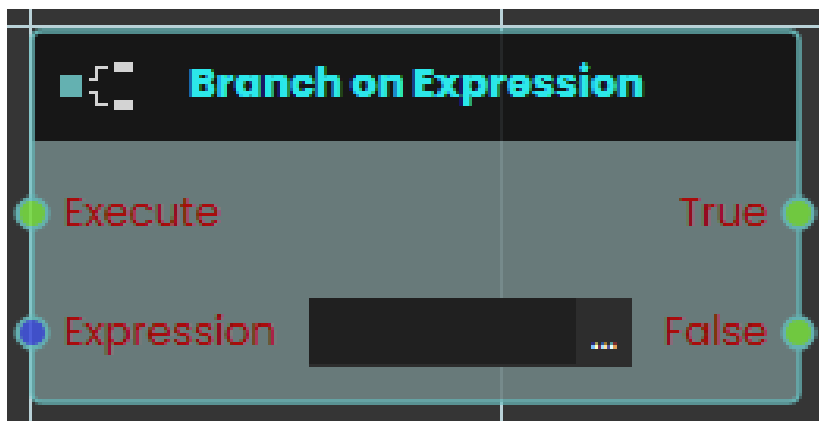 Branch on Expression
Execute True
Expression ... False